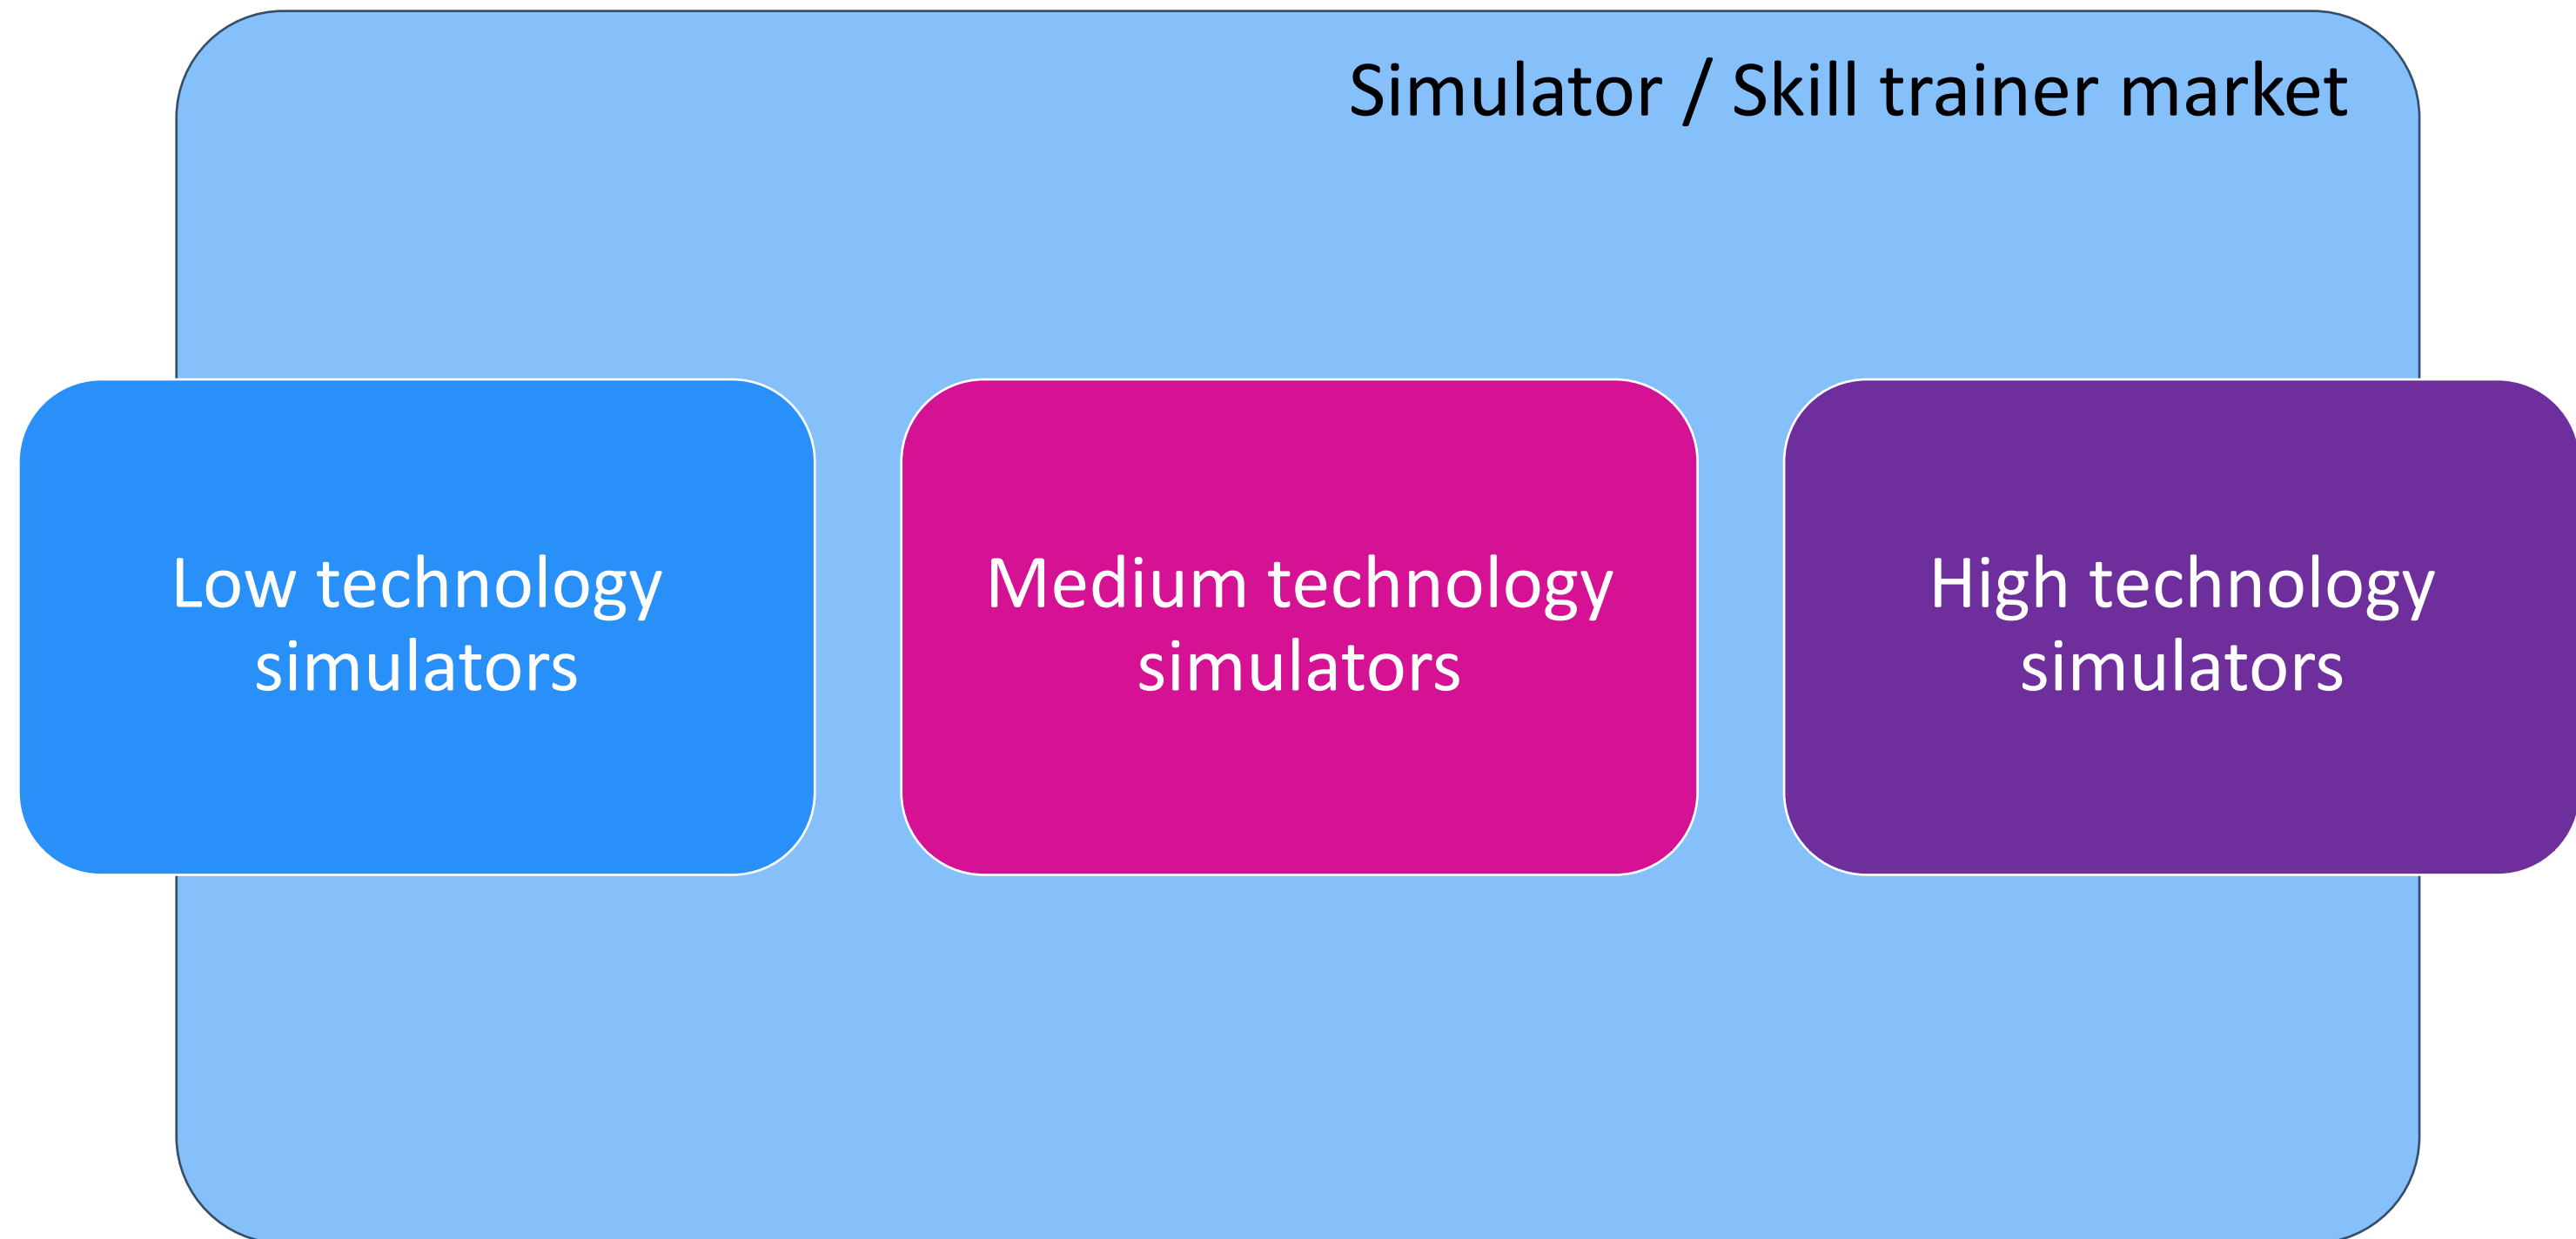 Simulator / Skill trainer market
Low technology
simulators
Medium technology
simulators
High technology
simulators